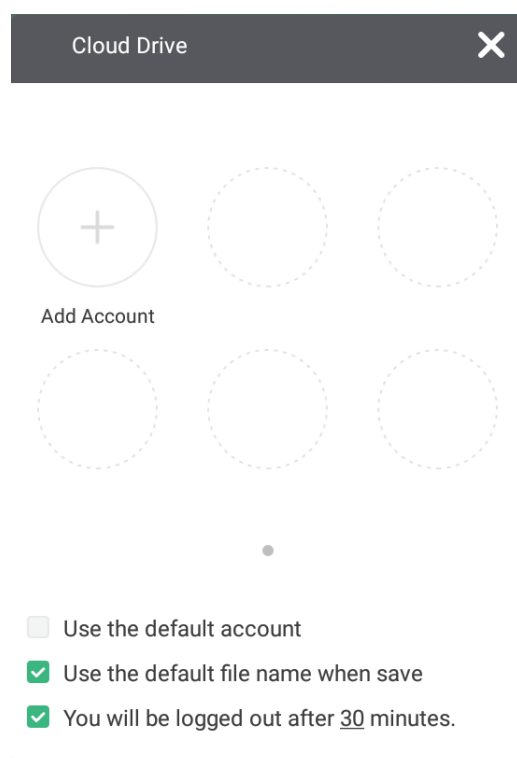 Cloud Drive
Add Account
Use the default account
Use the default file name when save
You will be logged out after 30 minutes.